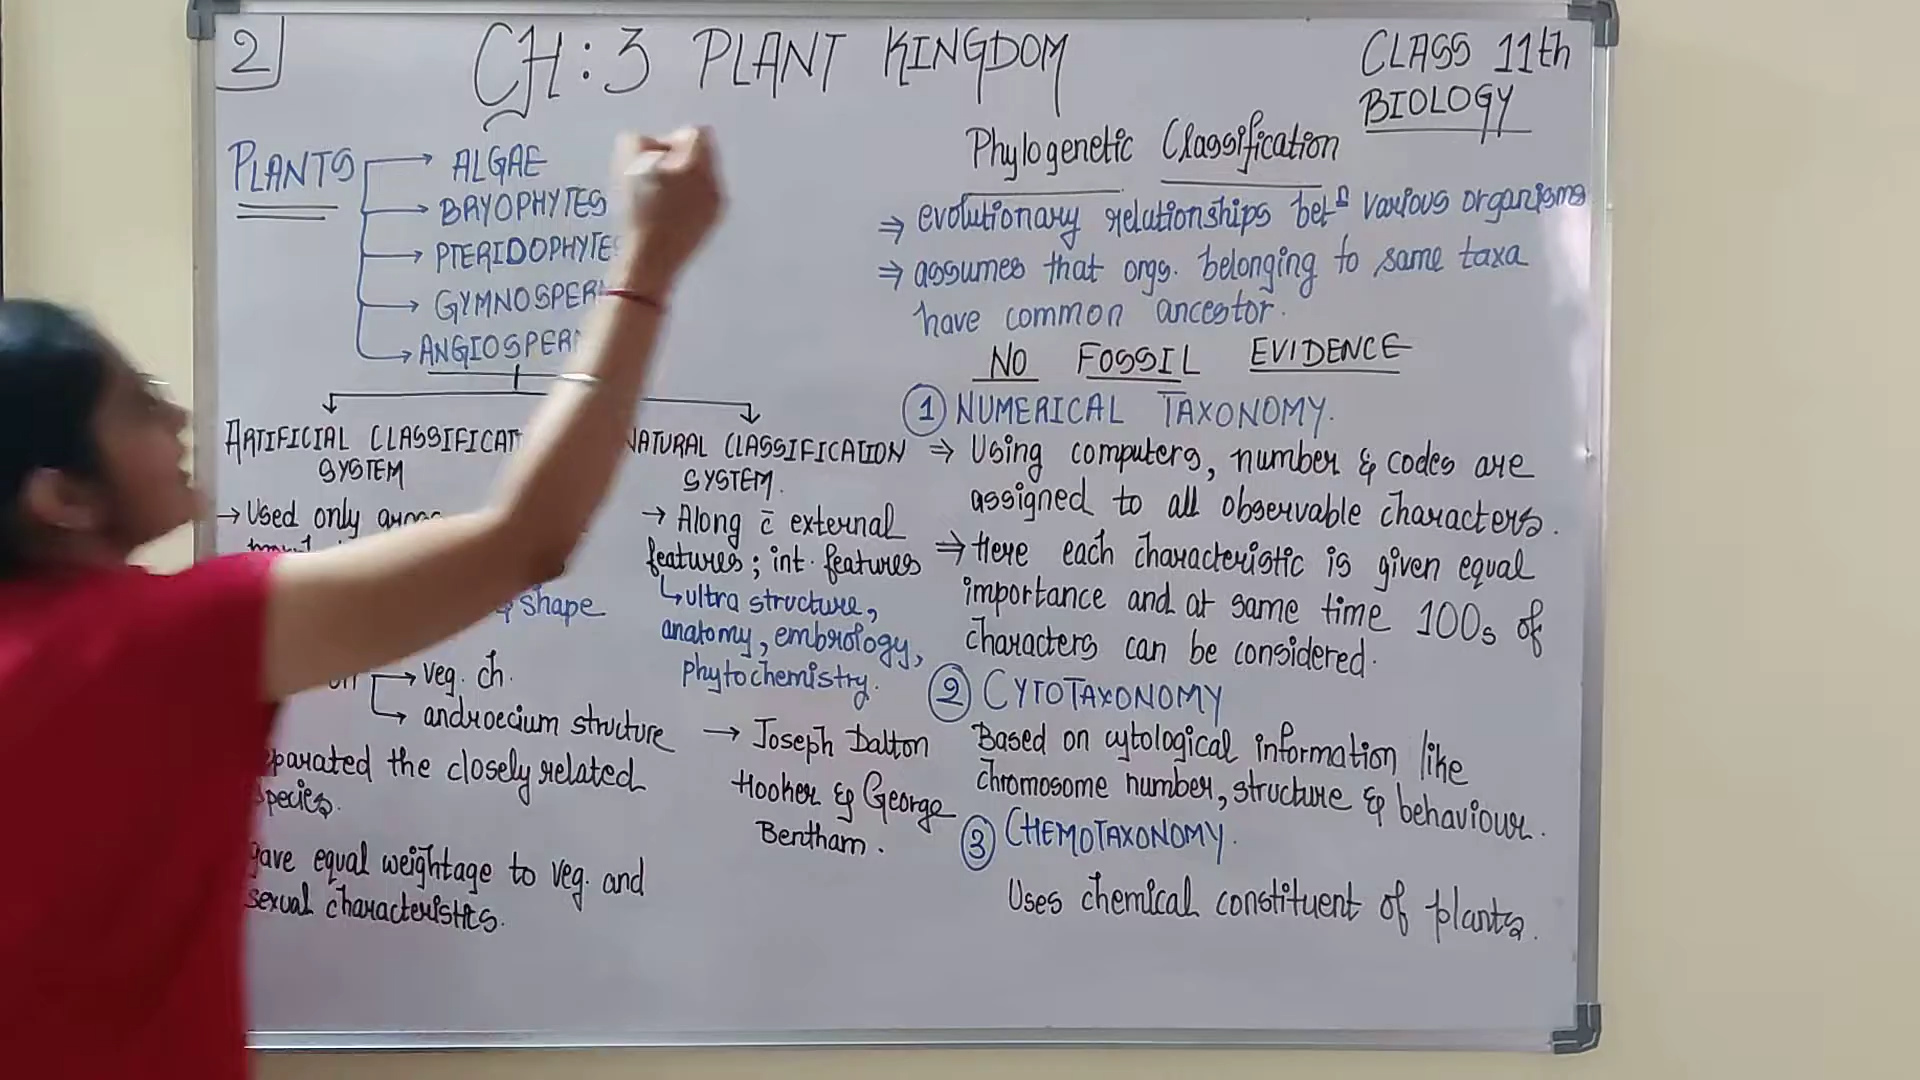 2
CH: 3 PLANT KINGDOM
CLASS 11th
BIOLOGY
PLANTS
ALGAE
BRYOPHYTES
PTERIDOPHYTES
GYMNOSPER
ANGIOSPER
ARTIFICIAL CLASSIFICAT
SYSTEM
→ Used only
& shape
→ veg. ch.
→ androecium structure
parated the closely related
species.
gave equal weightage to veg. and
sexual characteristics.
NATURAL CLASSIFICATION
SYSTEM.
→ Along c̄ external
features; int. features
↳ ultra structure,
anatomy, embrology,
phytochemistry.
→ Joseph Dalton
Hooker & George
Bentham.
Phylogenetic Classification
⇒ evolutionary relationships betⁿ various organisms
⇒ assumes that orgs. belonging to same taxa
have common ancestor.
NO FOSSIL EVIDENCE
① NUMERICAL TAXONOMY.
⇒ Using computers, number & codes are
assigned to all observable characters.
⇒ Here each characteristic is given equal
importance and at same time 100s of
characters can be considered.
② CYTOTAXONOMY
Based on cytological information like
chromosome number, structure & behaviour.
③ CHEMOTAXONOMY.
Uses chemical constituent of plants.